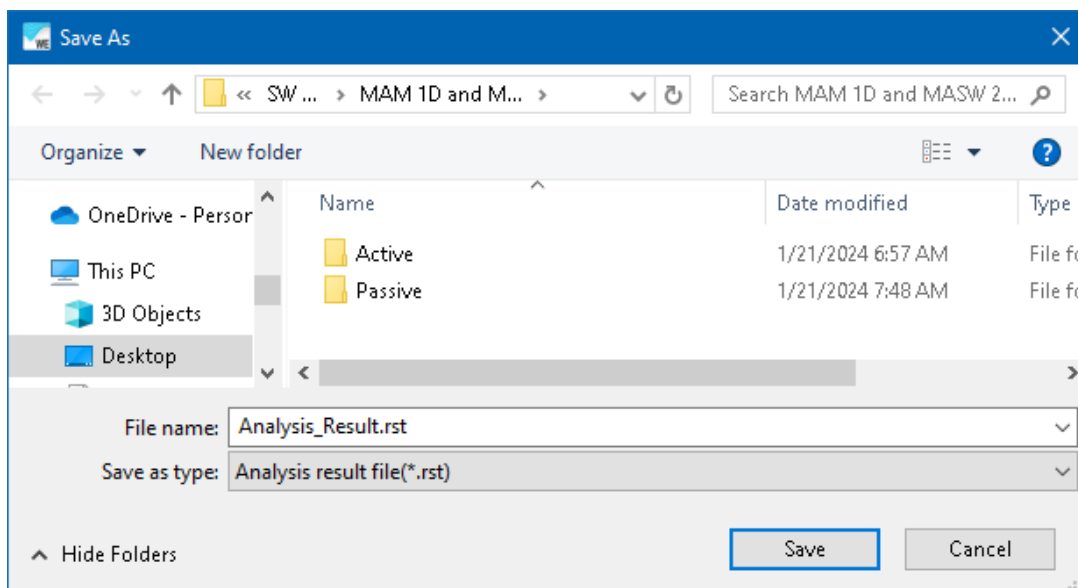 WE Save As
« SW ... › MAM 1D and M... › Search MAM 1D and MASW 2...
Organize New folder
Name Date modified Type
OneDrive - Person
Active 1/21/2024 6:57 AM File fo
This PC
Passive 1/21/2024 7:48 AM File fo
3D Objects
Desktop
File name: Analysis_Result.rst
Save as type: Analysis result file(*.rst)
Hide Folders Save Cancel